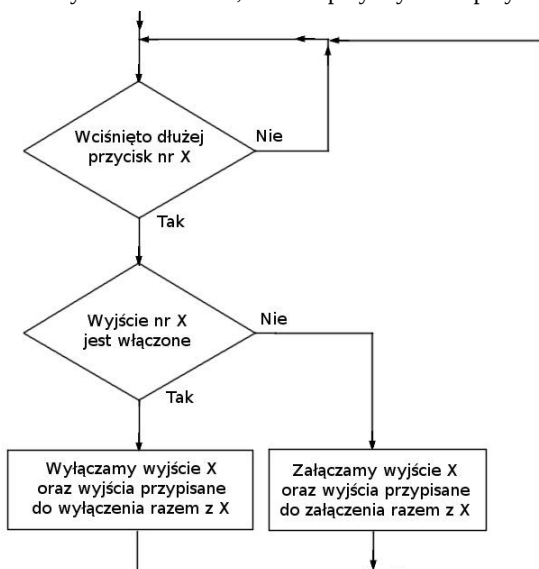 Wciśnięto dłużej
przycisk nr X
Nie
Tak
Wyjście nr X
jest włączone
Nie
Tak
Wyłączamy wyjście X
oraz wyjścia przypisane
do wyłączenia razem z X
Załączamy wyjście X
oraz wyjścia przypisane
do załączenia razem z X